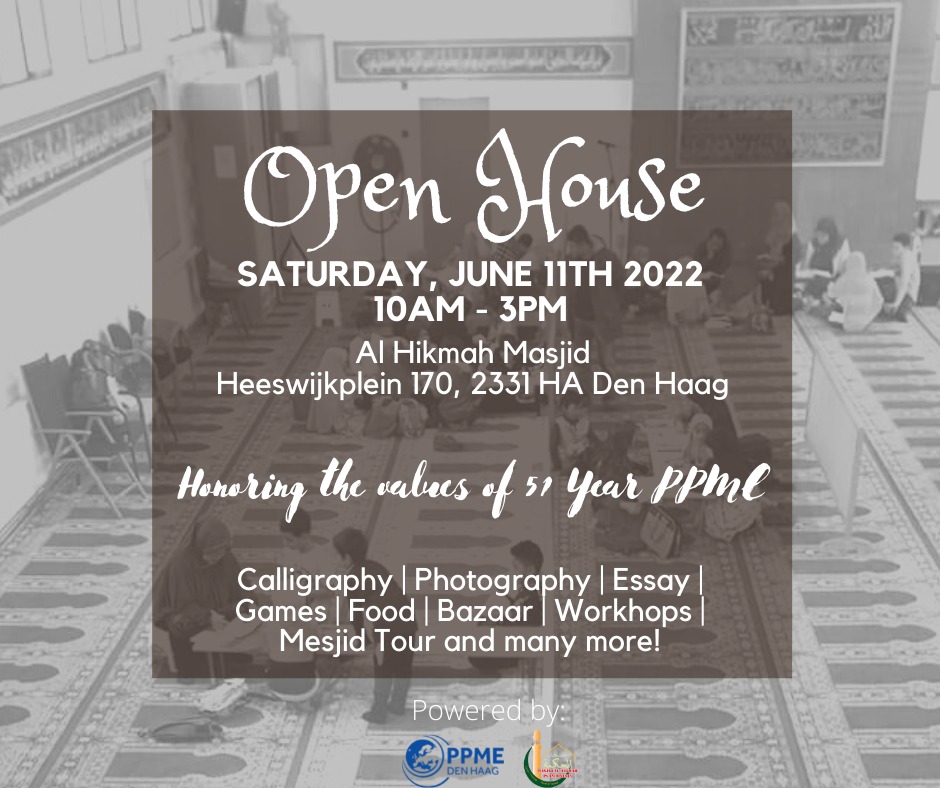 Open House
SATURDAY, JUNE 11TH 2022
10AM - 3PM
Al Hikmah Masjid
Heeswijkplein 170, 2331 HA Den Haag
Honoring the values of 51 Year PPME
Calligraphy | Photography | Essay |
Games | Food | Bazaar | Workhops |
Mesjid Tour and many more!
Powered by:
PPME
DEN HAAG